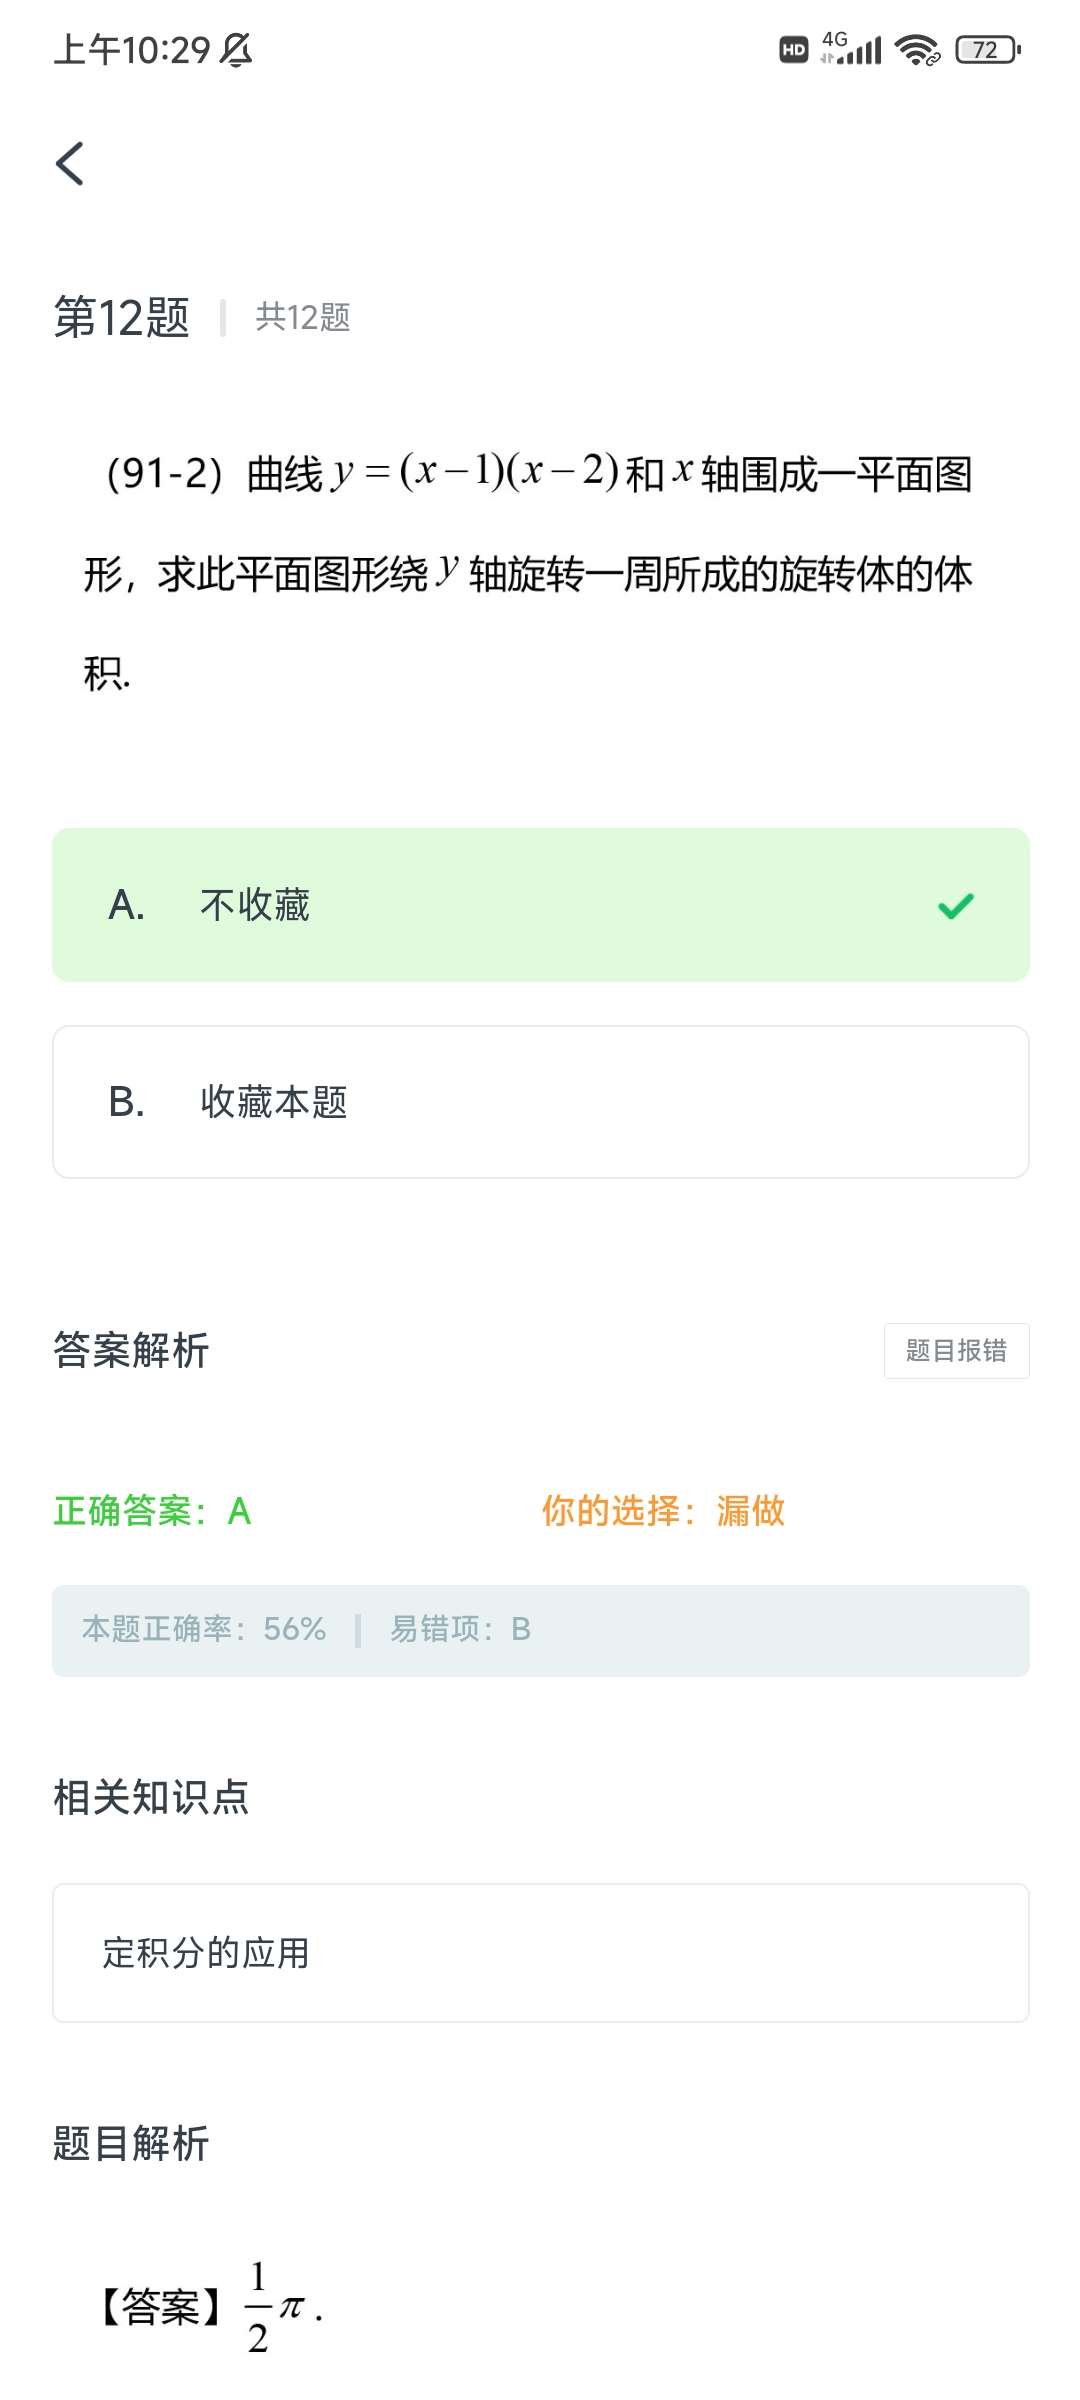 上午10:29
HD 4G 72
第12题 共12题
（91-2）曲线 y = (x−1)(x−2) 和 x 轴围成一平面图
形，求此平面图形绕 y 轴旋转一周所成的旋转体的体
积.
A. 不收藏
B. 收藏本题
答案解析 题目报错
正确答案：A 你的选择：漏做
本题正确率：56% 易错项：B
相关知识点
定积分的应用
题目解析
【答案】1/2 π .